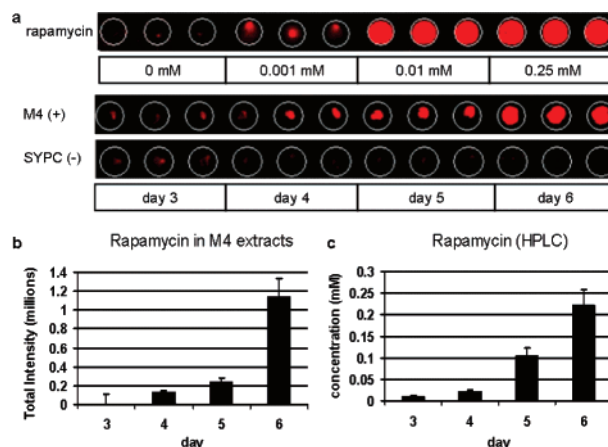 a
rapamycin
0 mM 0.001 mM 0.01 mM 0.25 mM
M4 (+)
SYPC (-)
day 3 day 4 day 5 day 6
b Rapamycin in M4 extracts
Total Intensity (millions)
1.4
1.2
1
0.8
0.6
0.4
0.2
0
3 4 5 6
day
c Rapamycin (HPLC)
concentration (mM)
0.3
0.25
0.2
0.15
0.1
0.05
0
3 4 5 6
day